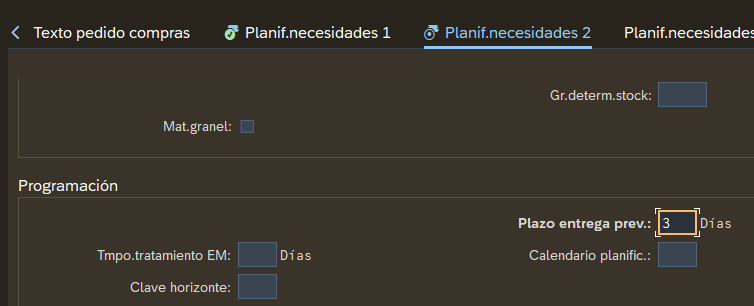 Texto pedido compras Planif.necesidades 1 Planif.necesidades 2 Planif.necesidades
Gr.determ.stock:
Mat.granel:
Programación
Plazo entrega prev.: 3 Días
Tmpo.tratamiento EM: Días Calendario planific.:
Clave horizonte: